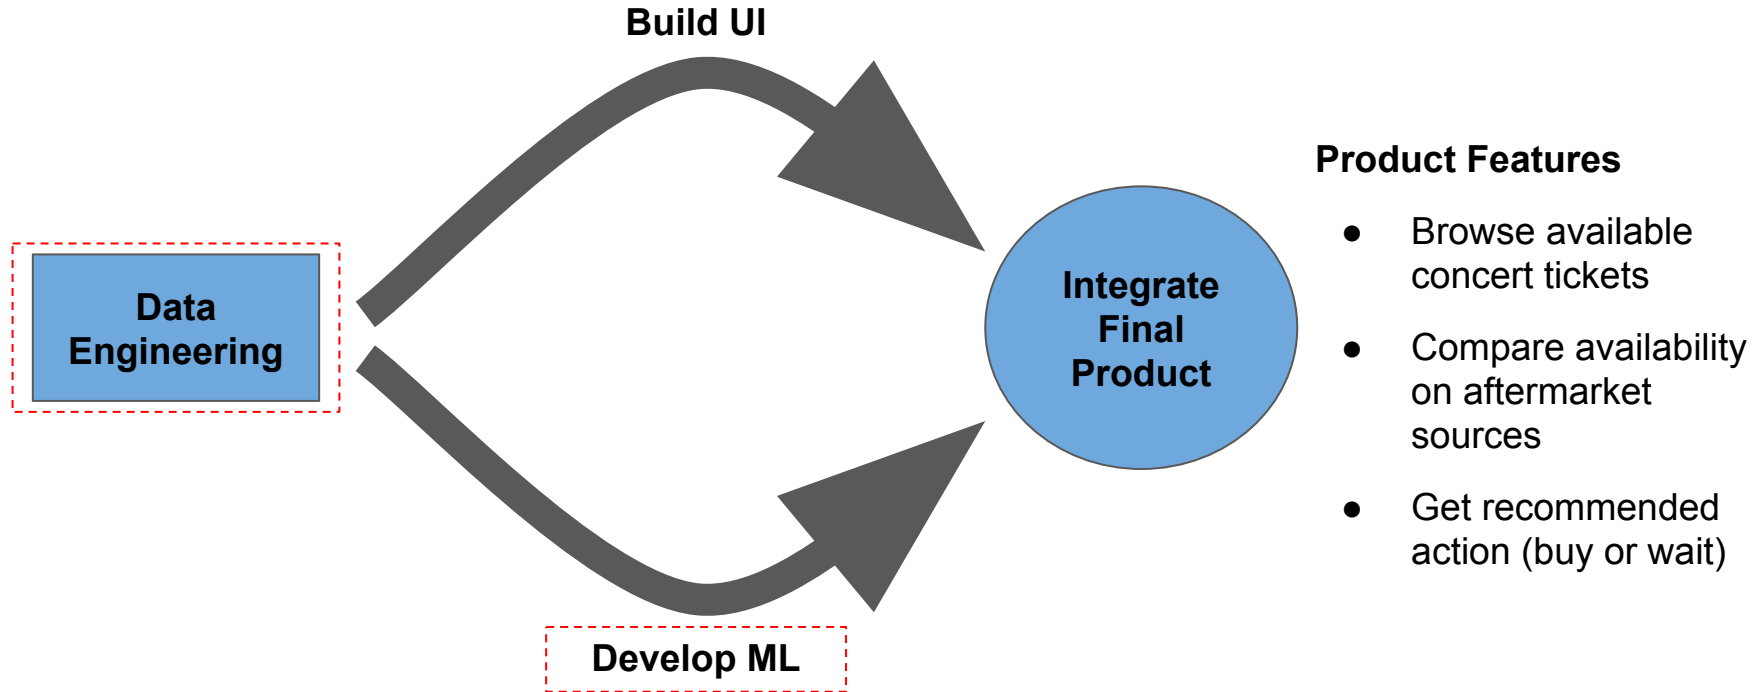 Build UI
Data
Engineering
Integrate
Final
Product
Develop ML
Product Features
● Browse available
concert tickets
● Compare availability
on aftermarket
sources
● Get recommended
action (buy or wait)